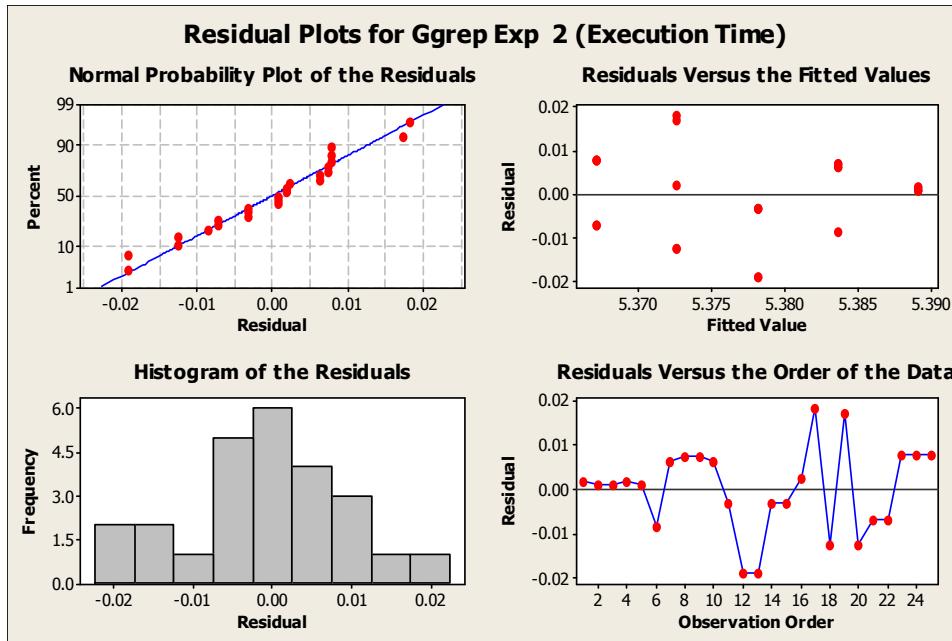 Residual Plots for Ggrep Exp 2 (Execution Time)
Normal Probability Plot of the Residuals
99
90
50
10
1
Percent
-0.02
-0.01
0.00
0.01
0.02
Residual
Residuals Versus the Fitted Values
0.02
0.01
0.00
-0.01
-0.02
Residual
5.370
5.375
5.380
5.385
5.390
Fitted Value
Histogram of the Residuals
6.0
4.5
3.0
1.5
0.0
Frequency
-0.02
-0.01
0.00
0.01
0.02
Residual
Residuals Versus the Order of the Data
0.02
0.01
0.00
-0.01
-0.02
Residual
2 4 6 8 10 12 14 16 18 20 22 24
Observation Order